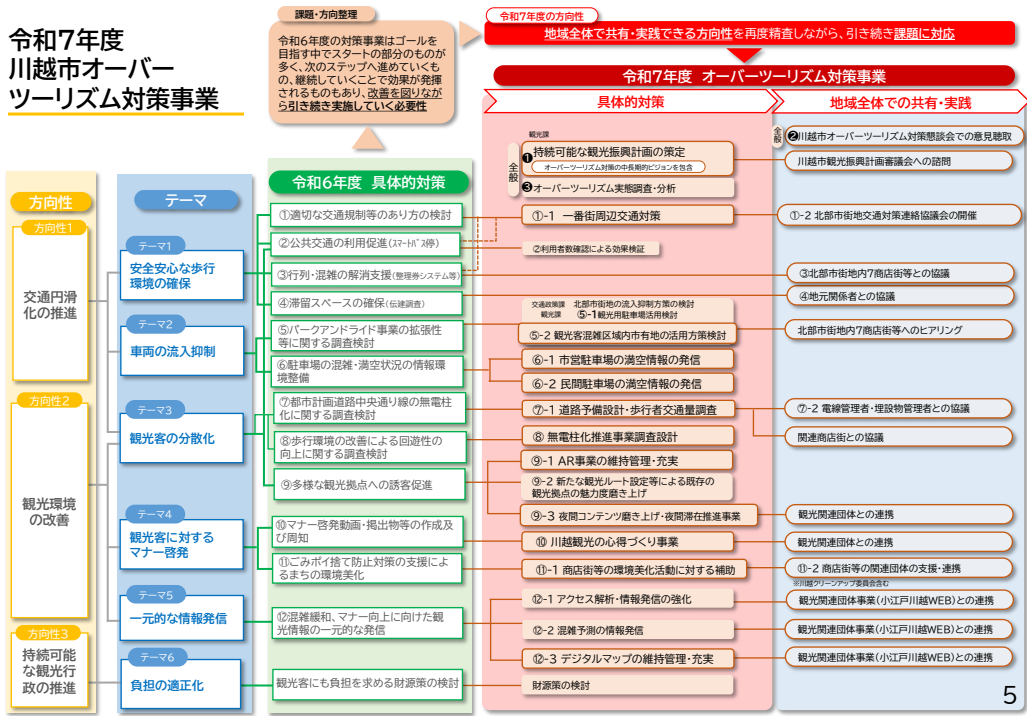 令和7年度
川越市オーバー
ツーリズム対策事業
課題・方向整理
令和6年度の対策事業はゴールを
目指す中でスタートの部分のものが
多く、次のステップへ進めていくも
の、継続していくことで効果が発揮
されるものもあり、改善を図りなが
ら引き続き実施していく必要性
令和7年度の方向性
地域全体で共有・実践できる方向性を再度精査しながら、引き続き課題に対応
令和7年度 オーバーツーリズム対策事業
具体的対策
地域全体での共有・実践
方向性
方向性1
交通円滑
化の推進
方向性2
観光環境
の改善
方向性3
持続可能
な観光行
政の推進
テーマ
テーマ1
安全安心な歩行
環境の確保
テーマ2
車両の流入抑制
テーマ3
観光客の分散化
テーマ4
観光客に対する
マナー啓発
テーマ5
一元的な情報発信
テーマ6
負担の適正化
令和6年度 具体的対策
①適切な交通規制等のあり方の検討
②公共交通の利用促進(スマートバス停)
③行列・混雑の解消支援(整理券システム等)
④滞留スペースの確保(伝建調査)
⑤パークアンドライド事業の拡張性
等に関する調査検討
⑥駐車場の混雑・満空状況の情報環
境整備
⑦都市計画道路中央通り線の無電柱
化に関する調査検討
⑧歩行環境の改善による回遊性の
向上に関する調査検討
⑨多様な観光拠点への誘客促進
⑩マナー啓発動画・掲出物等の作成及
び周知
⑪ごみポイ捨て防止対策の支援によ
るまちの環境美化
⑫混雑緩和、マナー向上に向けた観
光情報の一元的な発信
観光客にも負担を求める財源策の検討
全般
観光課
❶持続可能な観光振興計画の策定
オーバーツーリズム対策の中長期的ビジョンを包含
❸オーバーツーリズム実態調査・分析
①-1 一番街周辺交通対策
②利用者数確認による効果検証
交通政策課 北部市街地の流入抑制方策の検討
観光課 ⑤-1観光用駐車場活用検討
⑤-2 観光客混雑区域内市有地の活用方策検討
⑥-1 市営駐車場の満空情報の発信
⑥-2 民間駐車場の満空情報の発信
⑦-1 道路予備設計・歩行者交通量調査
⑧ 無電柱化推進事業調査設計
⑨-1 AR事業の維持管理・充実
⑨-2 新たな観光ルート設定等による既存の
観光拠点の魅力度磨き上げ
⑨-3 夜間コンテンツ磨き上げ・夜間滞在推進事業
⑩ 川越観光の心得づくり事業
⑪-1 商店街等の環境美化活動に対する補助
12-1 アクセス解析・情報発信の強化
12-2 混雑予測の情報発信
⑫-3 デジタルマップの維持管理・充実
財源策の検討
全般
❷川越市オーバーツーリズム対策懇談会での意見聴取
川越市観光振興計画審議会への諮問
①-2 北部市街地交通対策連絡協議会の開催
③北部市街地内7商店街等との協議
④地元関係者との協議
北部市街地内7商店街等へのヒアリング
⑦-2 電線管理者・埋設物管理者との協議
関連商店街との協議
観光関連団体との連携
観光関連団体との連携
⑪-2 商店街等の関連団体の支援・連携
※川越クリーンアップ委員会含む
観光関連団体事業(小江戸川越WEB)との連携
観光関連団体事業(小江戸川越WEB)との連携
観光関連団体事業(小江戸川越WEB)との連携
5